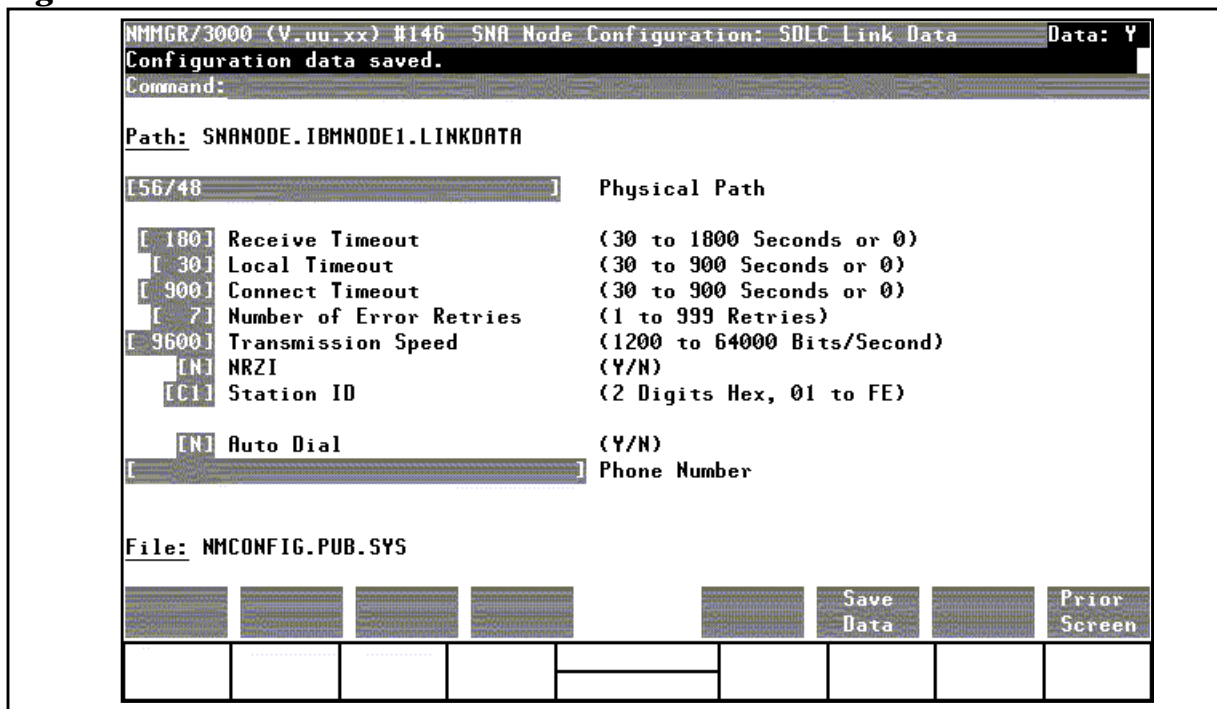 NMMGR/3000 (V.uu.xx) #146  SNA Node Configuration: SDLC Link Data  Data: Y
Configuration data saved.
Command:
Path: SNANODE.IBMNODE1.LINKDATA
[56/48 ] Physical Path
[ 180] Receive Timeout (30 to 1800 Seconds or 0)
[ 30] Local Timeout (30 to 900 Seconds or 0)
[ 900] Connect Timeout (30 to 900 Seconds or 0)
[ 7] Number of Error Retries (1 to 999 Retries)
[ 9600] Transmission Speed (1200 to 64000 Bits/Second)
[N] NRZI (Y/N)
[C1] Station ID (2 Digits Hex, 01 to FE)
[N] Auto Dial (Y/N)
[ ] Phone Number
File: NMCONFIG.PUB.SYS
Save Data
Prior Screen